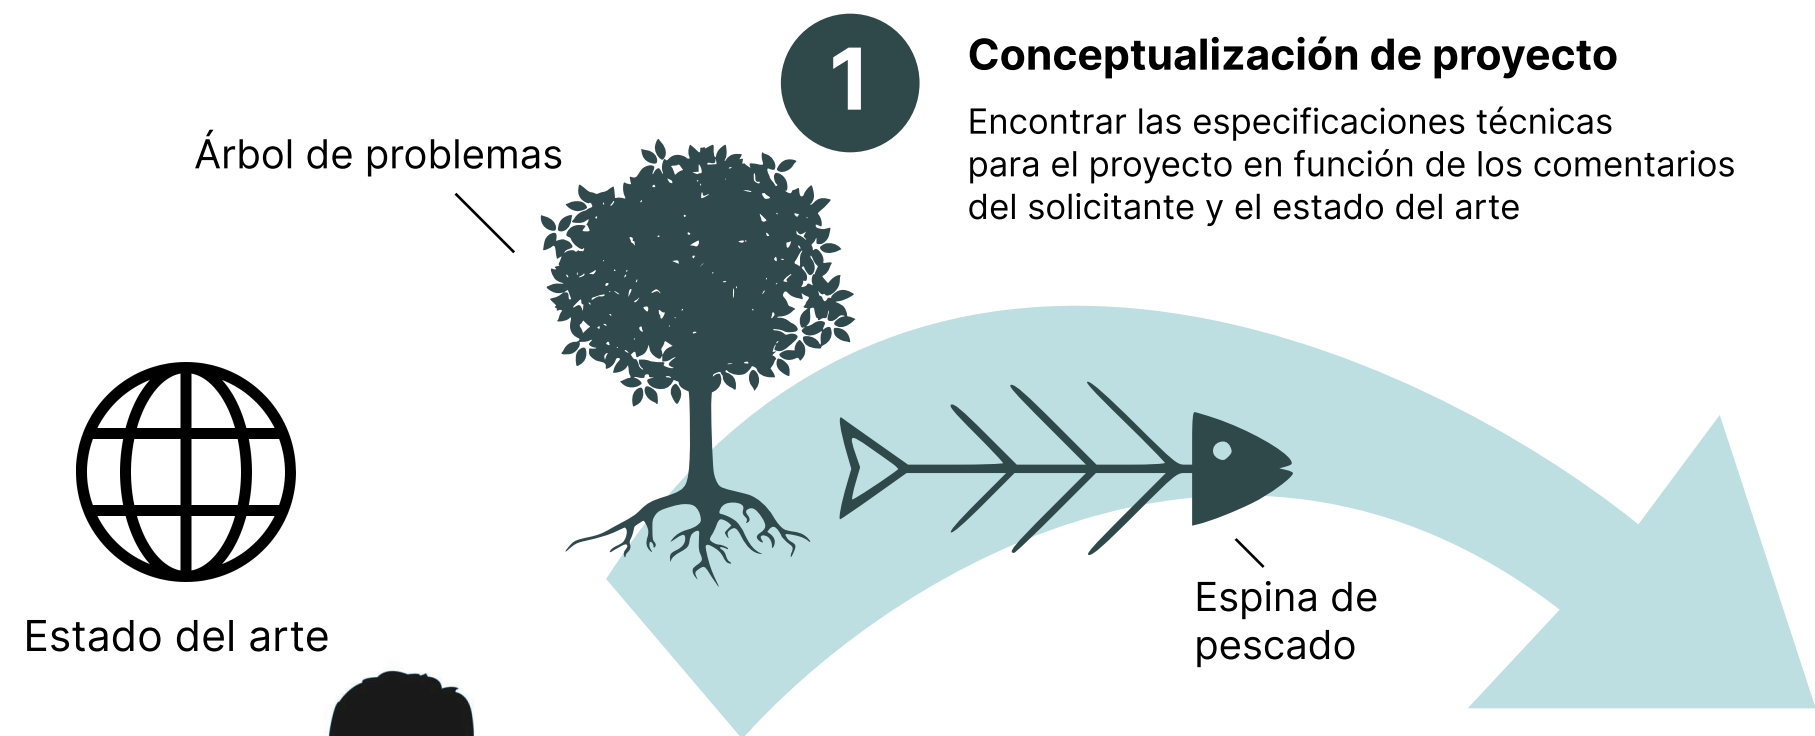 1
Conceptualización de proyecto
Encontrar las especificaciones técnicas
para el proyecto en función de los comentarios
del solicitante y el estado del arte
Árbol de problemas
Espina de
pescado
Estado del arte